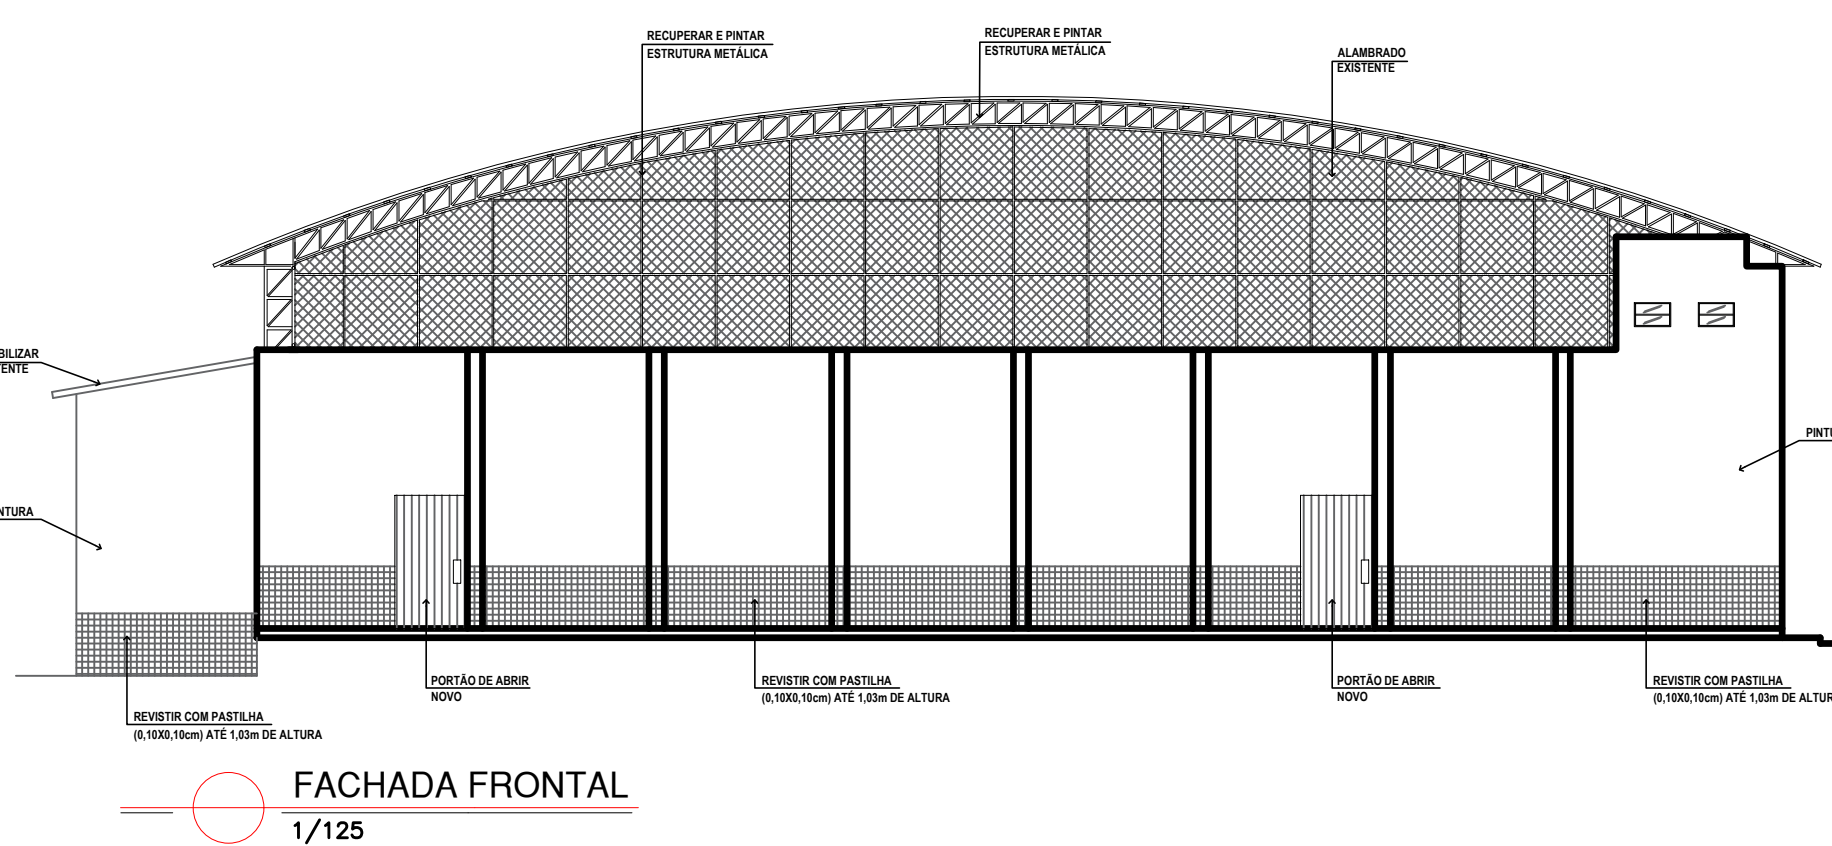 RECUPERAR E PINTAR
ESTRUTURA METÁLICA
RECUPERAR E PINTAR
ESTRUTURA METÁLICA
ALAMBRADO
EXISTENTE
BILIZAR
TENTE
PINTU
NTURA
PORTÃO DE ABRIR
NOVO
REVISTIR COM PASTILHA
(0,10X0,10cm) ATÉ 1,03m DE ALTURA
PORTÃO DE ABRIR
NOVO
REVISTIR COM PASTILHA
(0,10X0,10cm) ATÉ 1,03m DE ALTUR
REVISTIR COM PASTILHA
(0,10X0,10cm) ATÉ 1,03m DE ALTURA
FACHADA FRONTAL
1/125